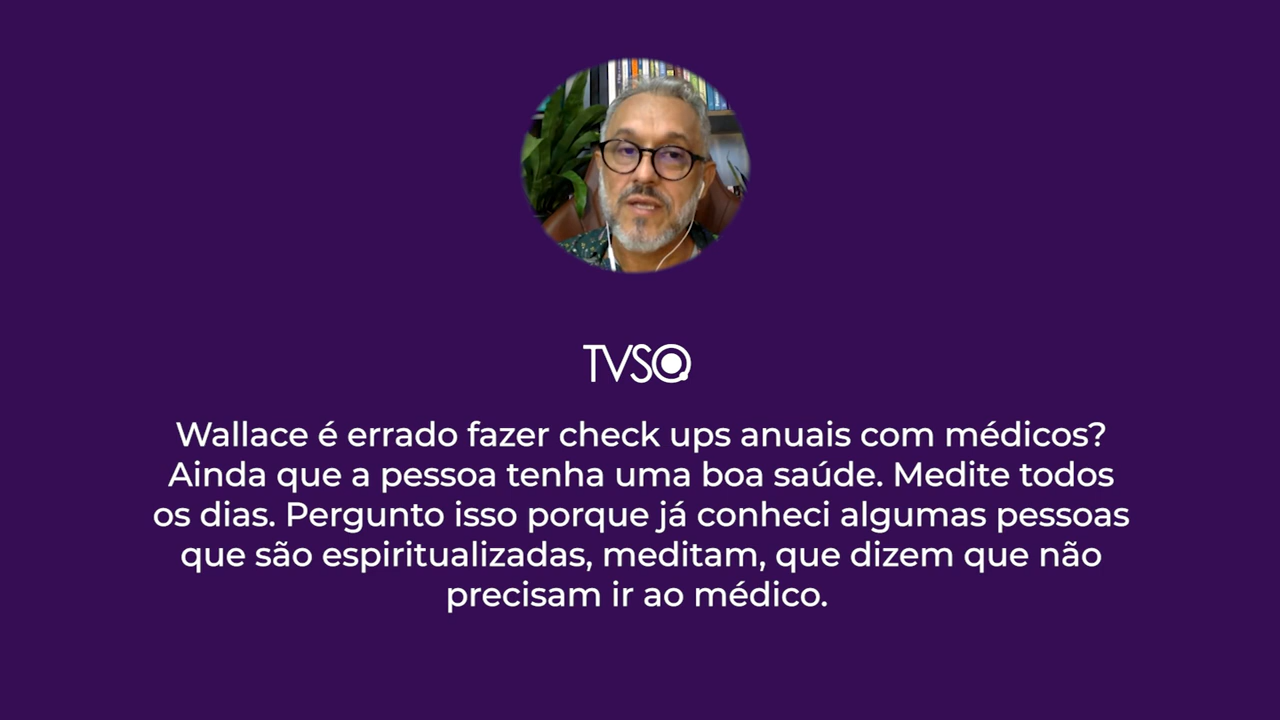 TVSQ
Wallace é errado fazer check ups anuais com médicos?
Ainda que a pessoa tenha uma boa saúde. Medite todos
os dias. Pergunto isso porque já conheci algumas pessoas
que são espiritualizadas, meditam, que dizem que não
precisam ir ao médico.